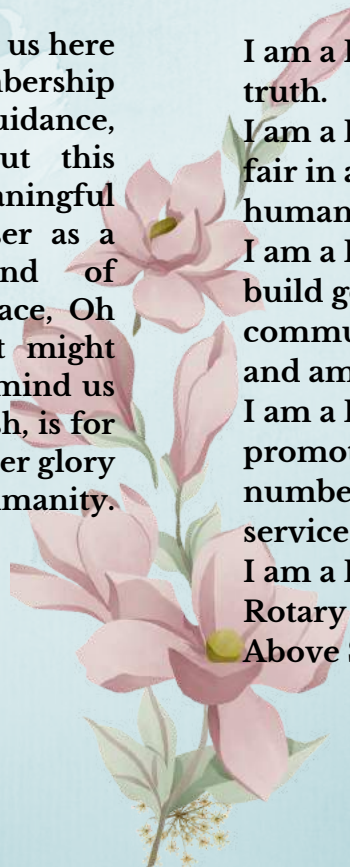 us here
bership
uidance,
ut this
aningful
er as a
nd of
ace, Oh
t might
mind us
h, is for
er glory
manity.
I am a
truth.
I am a
fair in a
human
I am a
build g
commu
and am
I am a
promot
numbe
service
I am a
Rotary
Above